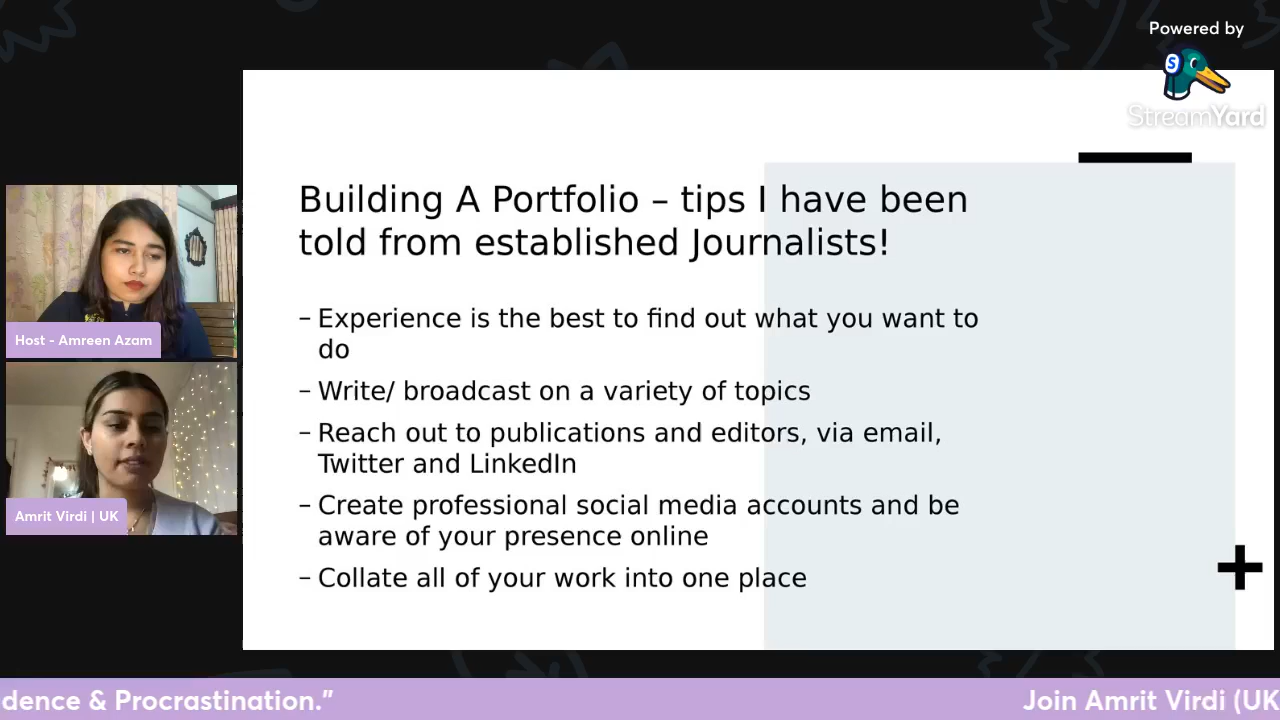 Powered by
StreamYard
Building A Portfolio – tips I have been
told from established Journalists!
– Experience is the best to find out what you want to
do
– Write/ broadcast on a variety of topics
– Reach out to publications and editors, via email,
Twitter and LinkedIn
– Create professional social media accounts and be
aware of your presence online
– Collate all of your work into one place
Host - Amreen Azam
Amrit Virdi | UK
dence & Procrastination.”
Join Amrit Virdi (UK